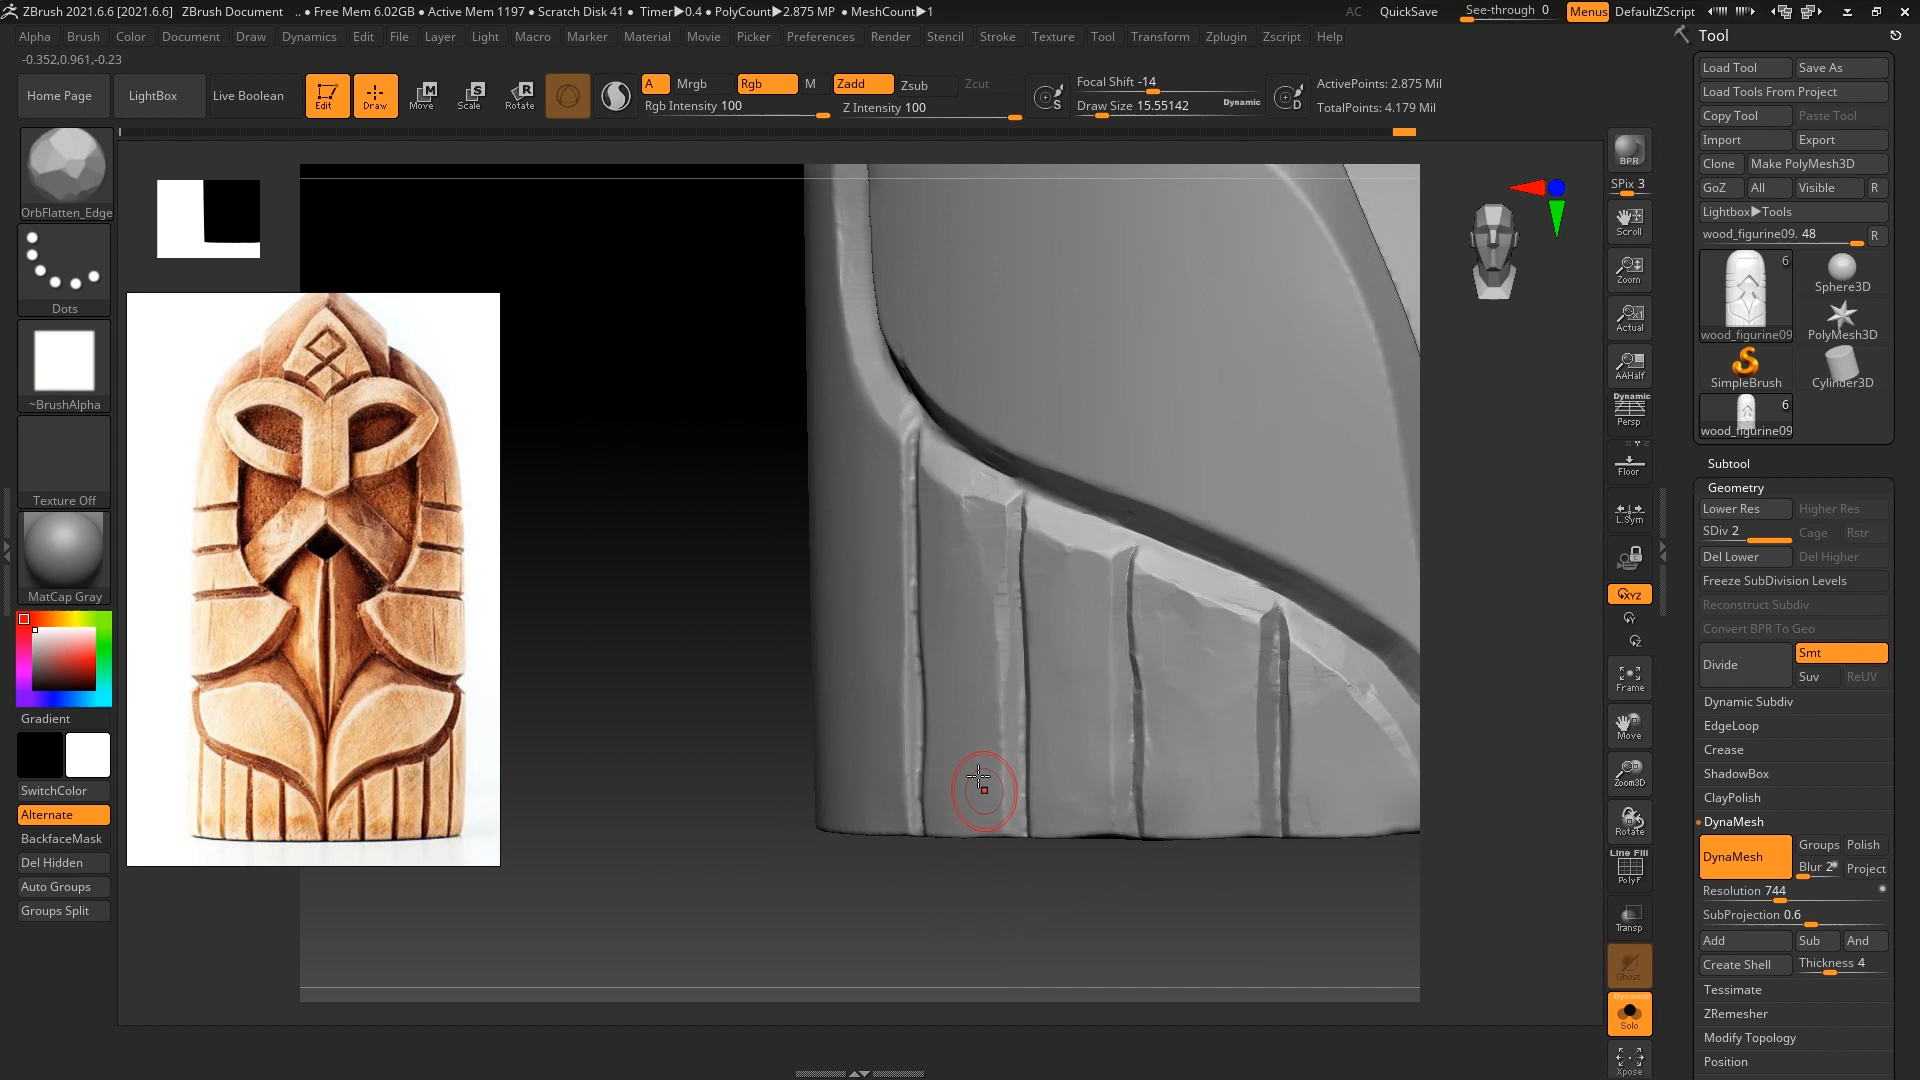 ZBrush 2021.6.6 [2021.6.6] ZBrush Document .. • Free Mem 6.02GB • Active Mem 1197 • Scratch Disk 41 • Timer▶0.4 • PolyCount▶2.875 MP • MeshCount▶1 AC QuickSave See-through 0 Menus DefaultZScript
Alpha Brush Color Document Draw Dynamics Edit File Layer Light Macro Marker Material Movie Picker Preferences Render Stencil Stroke Texture Tool Transform Zplugin Zscript Help
-0.352,0.961,-0.23
Home Page LightBox Live Boolean Edit Draw Move Scale Rotate
A Mrgb Rgb M Zadd Zsub Zcut
Rgb Intensity 100 Z Intensity 100
Focal Shift -14
Draw Size 15.55142 Dynamic
ActivePoints: 2.875 Mil
TotalPoints: 4.179 Mil
OrbFlatten_Edge
Dots
~BrushAlpha
Texture Off
MatCap Gray
Gradient
SwitchColor
Alternate
BackfaceMask
Del Hidden
Auto Groups
Groups Split
BPR
SPix 3
Scroll
Zoom
Actual
AAHalf
Dynamic
Persp
Floor
L.Sym
XYZ
Frame
Move
Zoom3D
Rotate
Line Fill
PolyF
Transp
Ghost
Dynamic
Solo
Xpose
Tool
Load Tool Save As
Load Tools From Project
Copy Tool Paste Tool
Import Export
Clone Make PolyMesh3D
GoZ All Visible R
Lightbox▶Tools
wood_figurine09. 48 R
6
wood_figurine09
Sphere3D
PolyMesh3D
SimpleBrush Cylinder3D
6
wood_figurine09
Subtool
Geometry
Lower Res Higher Res
SDiv 2 Cage Rstr
Del Lower Del Higher
Freeze SubDivision Levels
Reconstruct Subdiv
Convert BPR To Geo
Divide Smt
Suv ReUV
Dynamic Subdiv
EdgeLoop
Crease
ShadowBox
ClayPolish
DynaMesh
DynaMesh Groups Polish
Blur 2 Project
Resolution 744
SubProjection 0.6
Add Sub And
Create Shell Thickness 4
Tessimate
ZRemesher
Modify Topology
Position